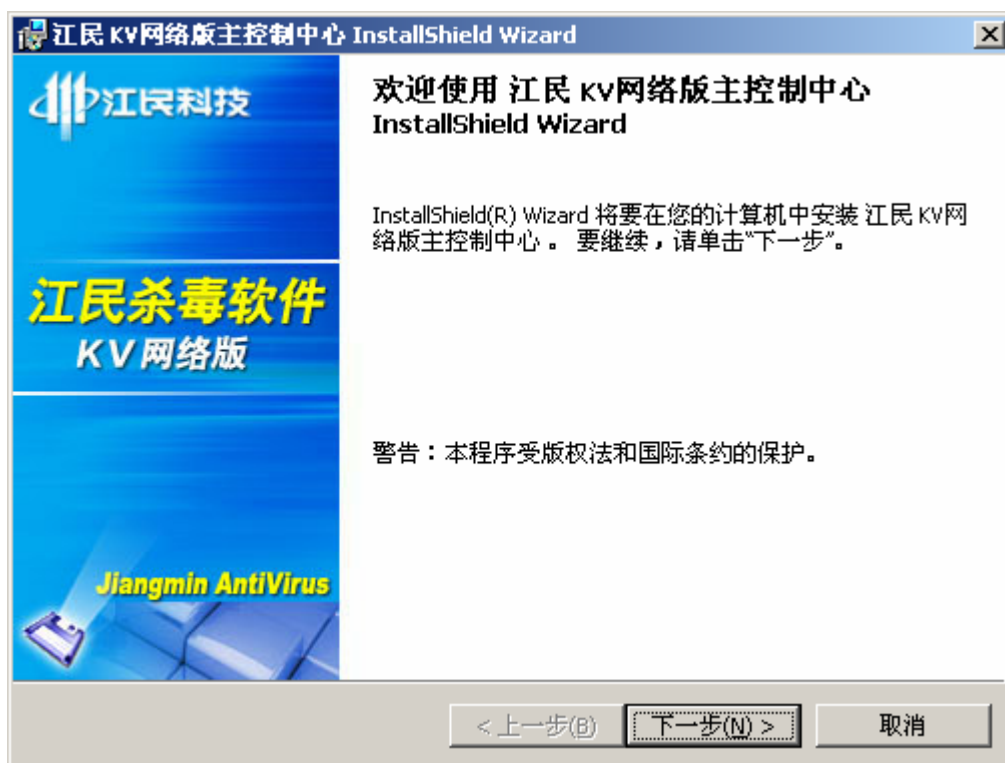 江民 KV网络版主控制中心 InstallShield Wizard
江民科技
欢迎使用 江民 KV网络版主控制中心
InstallShield Wizard
InstallShield(R) Wizard 将要在您的计算机中安装 江民 KV网
络版主控制中心 。 要继续，请单击“下一步”。
江民杀毒软件
KV网络版
警告：本程序受版权法和国际条约的保护。
Jiangmin AntiVirus
< 上一步(B)
下一步(N) >
取消